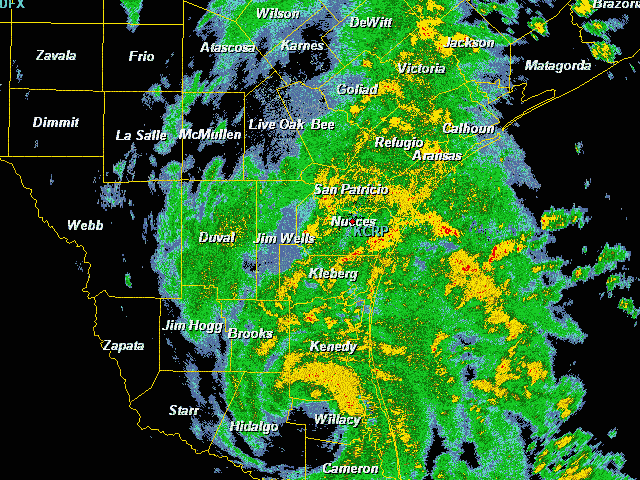 DFX
Wilson
DeWitt
Brazoria
Zavala
Frio
Atascosa
Karnes
Jackson
Victoria
Matagorda
Goliad
Dimmit
La Salle
McMullen
Live Oak
Bee
Calhoun
Refugio
Aransas
San Patricio
Webb
Nueces
KCRP
Duval
Jim Wells
Kleberg
Jim Hogg
Brooks
Zapata
Kenedy
Starr
Willacy
Hidalgo
Cameron